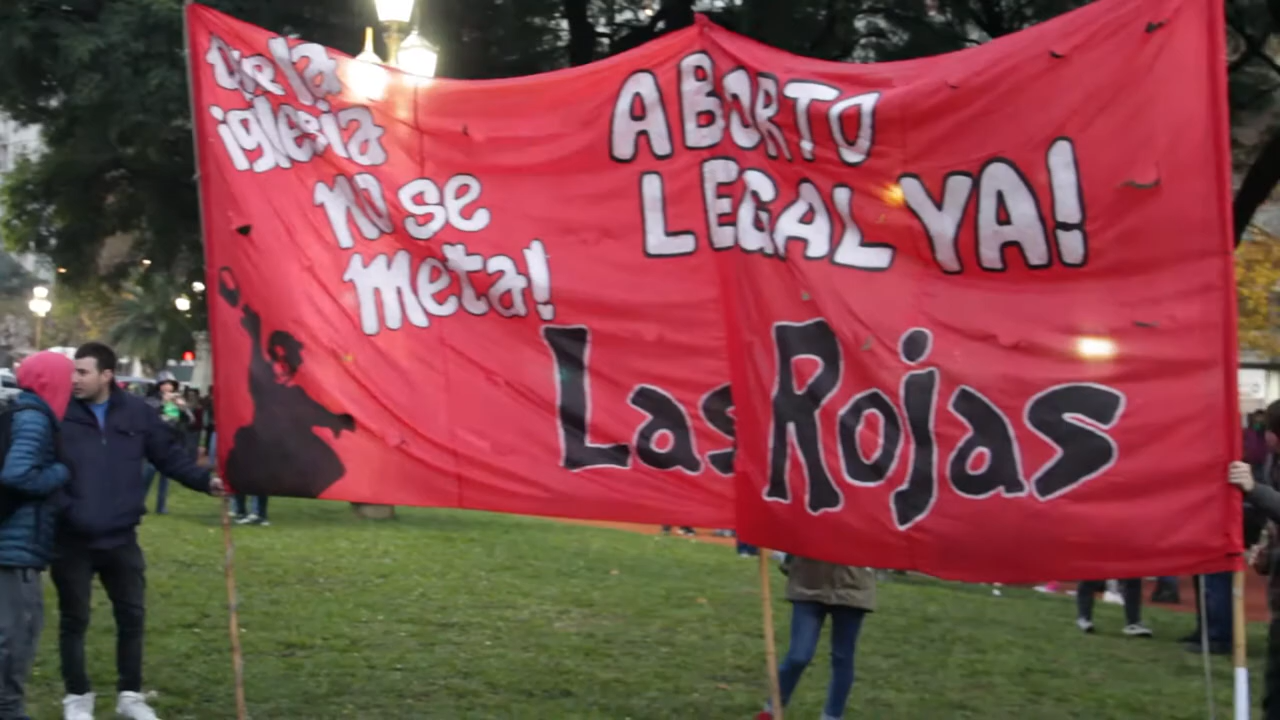 que la
iglesia
no se
meta!
ABORTO
LEGAL YA!
Las Rojas